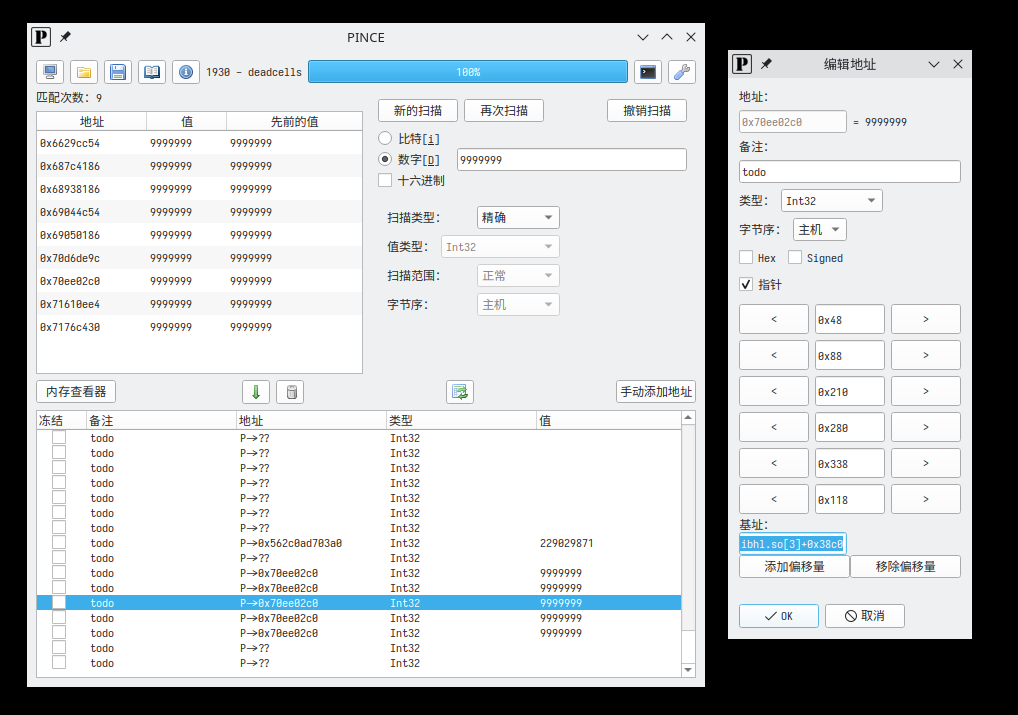 PINCE
1930 - deadcells
100%
匹配次数: 9
新的扫描 再次扫描 撤销扫描
地址 值 先前的值
0x6629cc54 9999999 9999999
0x687c4186 9999999 9999999
0x68938186 9999999 9999999
0x69044c54 9999999 9999999
0x69050186 9999999 9999999
0x70d6de9c 9999999 9999999
0x70ee02c0 9999999 9999999
0x71610ee4 9999999 9999999
0x7176c430 9999999 9999999
比特[i]
数字[D] 9999999
十六进制
扫描类型: 精确
值类型: Int32
扫描范围: 正常
字节序: 主机
内存查看器 手动添加地址
冻结 备注 地址 类型 值
todo P->?? Int32
todo P->?? Int32
todo P->?? Int32
todo P->?? Int32
todo P->?? Int32
todo P->?? Int32
todo P->?? Int32
todo P->0x562c0ad703a0 Int32 229029871
todo P->?? Int32
todo P->0x70ee02c0 Int32 9999999
todo P->0x70ee02c0 Int32 9999999
todo P->0x70ee02c0 Int32 9999999
todo P->0x70ee02c0 Int32 9999999
todo P->0x70ee02c0 Int32 9999999
todo P->?? Int32
todo P->?? Int32
编辑地址
地址:
0x70ee02c0 = 9999999
备注:
todo
类型: Int32
字节序: 主机
Hex Signed
指针
< 0x48 >
< 0x88 >
< 0x210 >
< 0x280 >
< 0x338 >
< 0x118 >
基址:
ibhl.so[3]+0x38c0
添加偏移量 移除偏移量
OK 取消